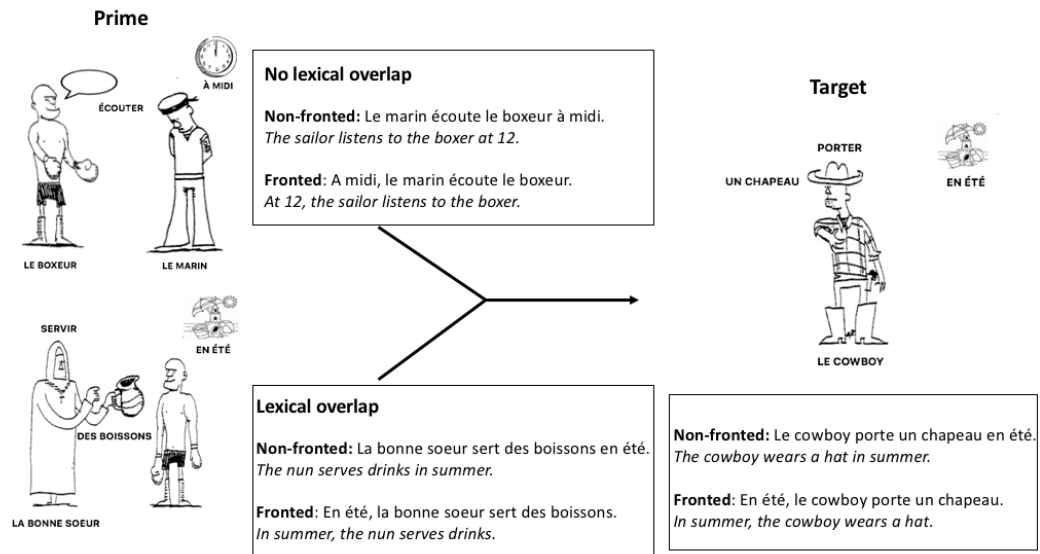 Prime
À MIDI
ÉCOUTER
LE BOXEUR
LE MARIN
No lexical overlap
Non-fronted: Le marin écoute le boxeur à midi.
The sailor listens to the boxer at 12.
Fronted: A midi, le marin écoute le boxeur.
At 12, the sailor listens to the boxer.
SERVIR
EN ÉTÉ
DES BOISSONS
LA BONNE SOEUR
Lexical overlap
Non-fronted: La bonne soeur sert des boissons en été.
The nun serves drinks in summer.
Fronted: En été, la bonne soeur sert des boissons.
In summer, the nun serves drinks.
Target
PORTER
UN CHAPEAU
EN ÉTÉ
LE COWBOY
Non-fronted: Le cowboy porte un chapeau en été.
The cowboy wears a hat in summer.
Fronted: En été, le cowboy porte un chapeau.
In summer, the cowboy wears a hat.